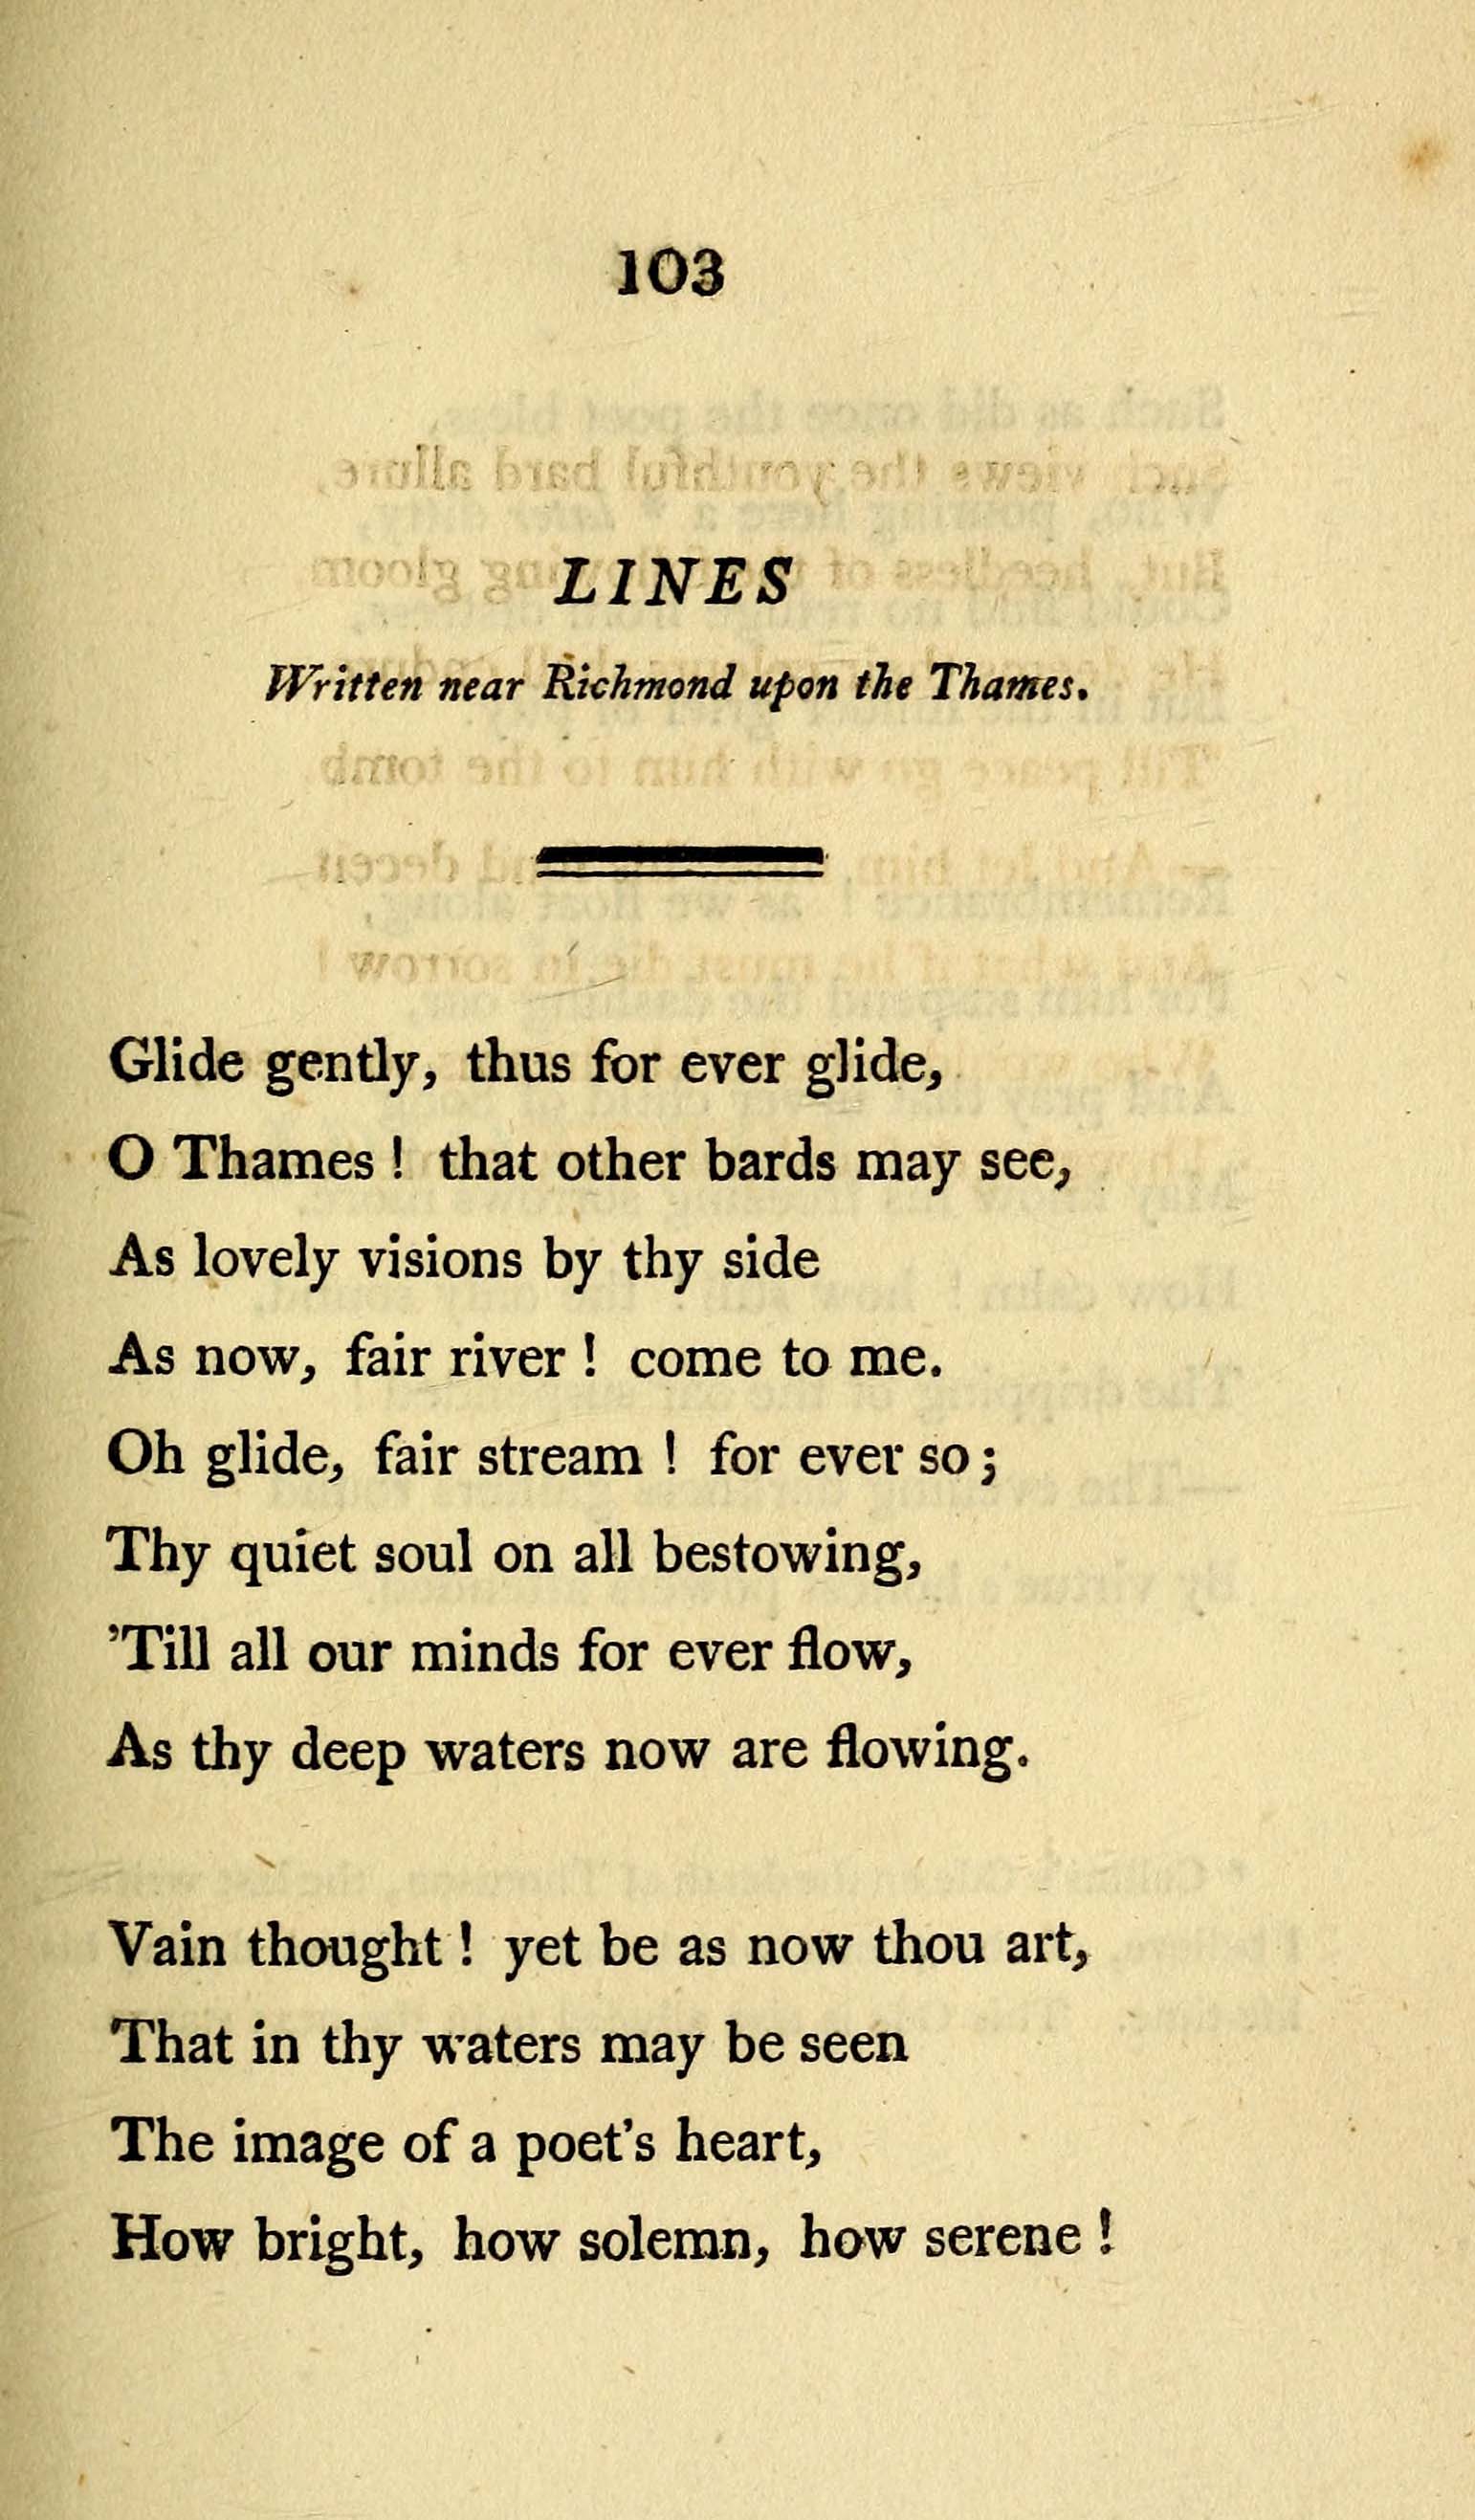 103
LINES
Written near Richmond upon the Thames.
Glide gently, thus for ever glide,
O Thames ! that other bards may see,
As lovely visions by thy side
As now, fair river ! come to me.
Oh glide, fair stream ! for ever so;
Thy quiet soul on all bestowing,
'Till all our minds for ever flow,
As thy deep waters now are flowing.
Vain thought ! yet be as now thou art,
That in thy waters may be seen
The image of a poet's heart,
How bright, how solemn, how serene !